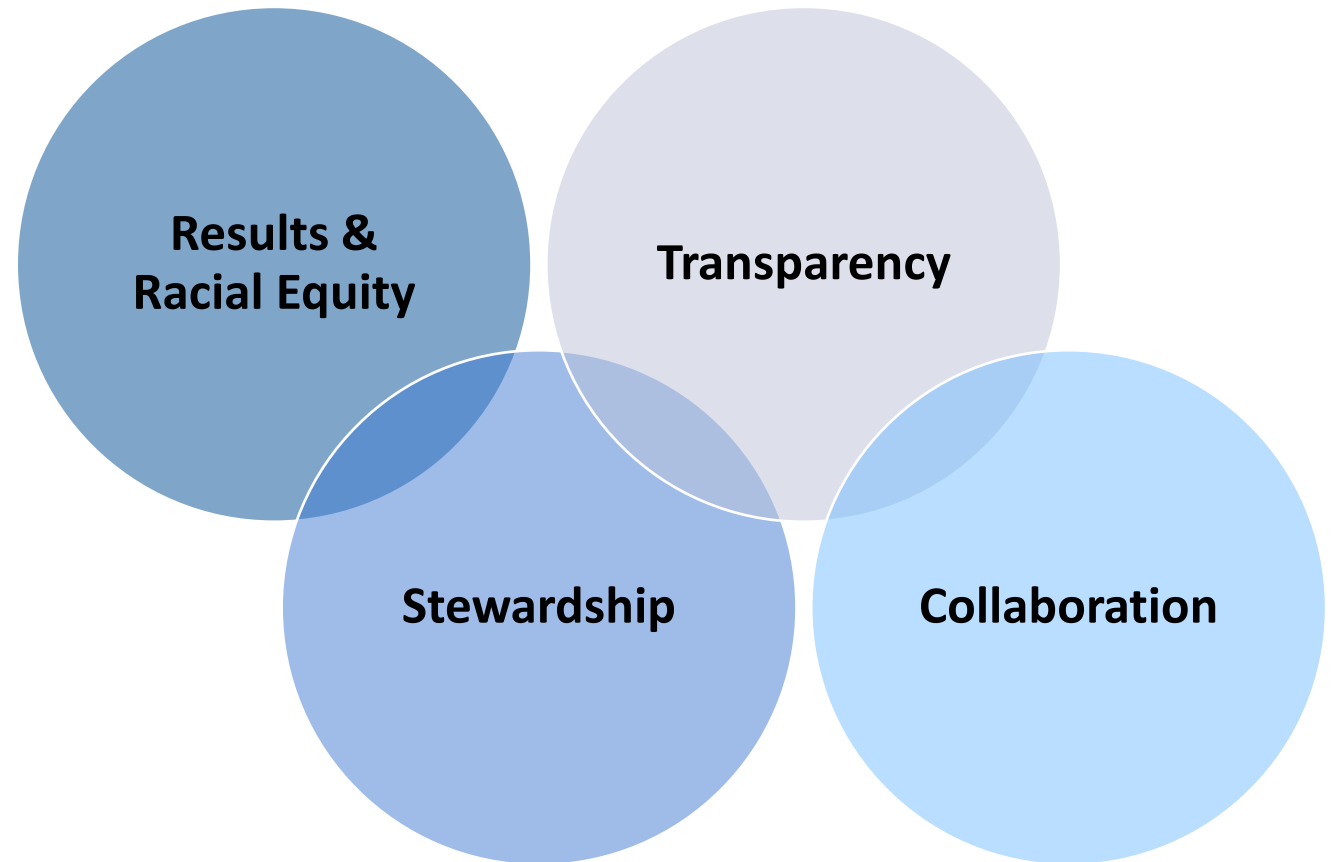 Results &
Racial Equity
Transparency
Stewardship
Collaboration